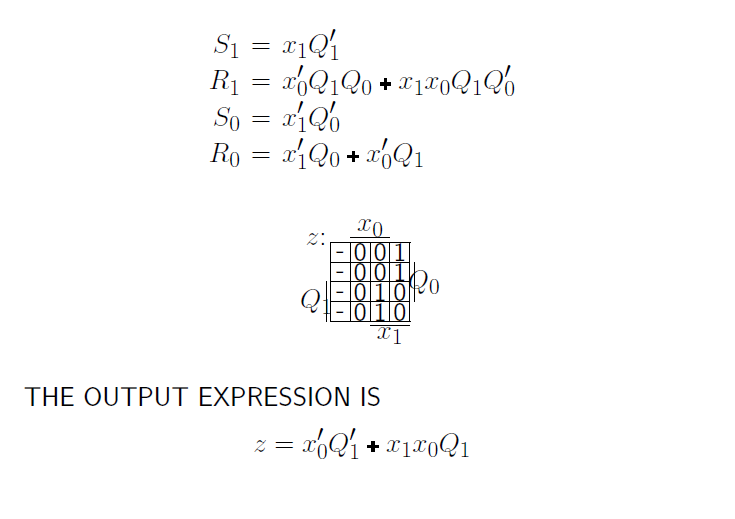 S₁ = x₁Q₁′
R₁ = x₀′Q₁Q₀ + x₁x₀Q₁Q₀′
S₀ = x₁′Q₀′
R₀ = x₁′Q₀ + x₀′Q₁
z: x₀
- 0 0 1
- 0 0 1 Q₀
Q₁ - 0 1 0
- 0 1 0
x₁
THE OUTPUT EXPRESSION IS
z = x₀′Q₁′ + x₁x₀Q₁